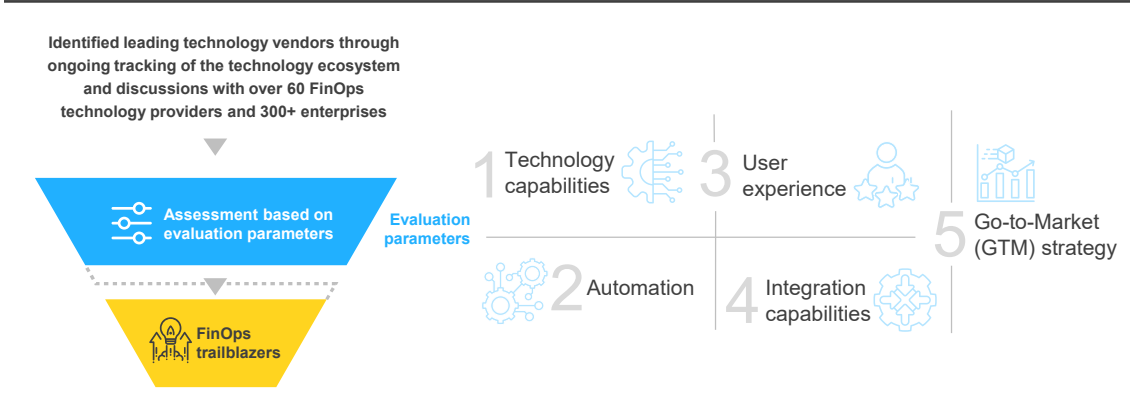 Identified leading technology vendors through
ongoing tracking of the technology ecosystem
and discussions with over 60 FinOps
technology providers and 300+ enterprises
Assessment based on
evaluation parameters
FinOps
trailblazers
Evaluation
parameters
1
Technology
capabilities
2
Automation
3
User
experience
4
Integration
capabilities
5
Go-to-Market
(GTM) strategy